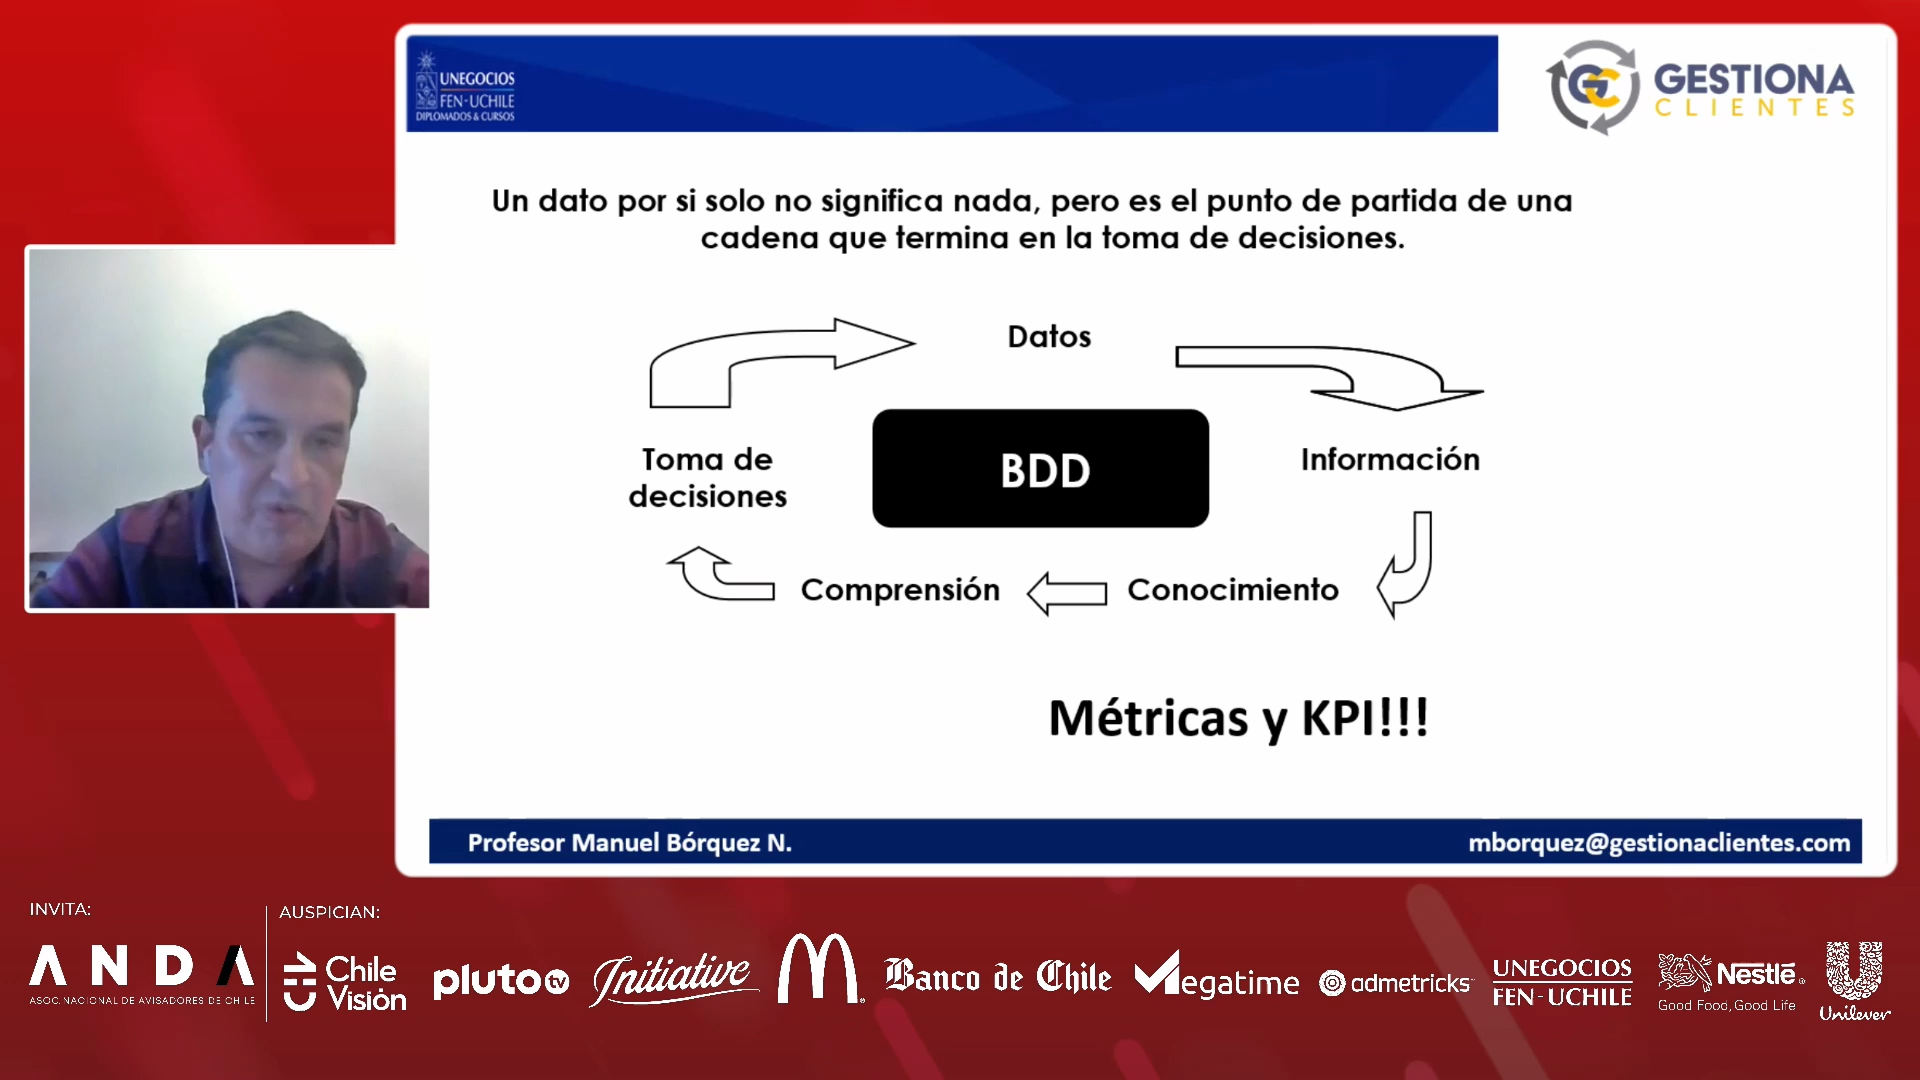 UNEGOCIOS
FEN-UCHILE
DIPLOMADOS & CURSOS
GC
GESTIONA
CLIENTES
Un dato por si solo no significa nada, pero es el punto de partida de una
cadena que termina en la toma de decisiones.
Datos
Toma de
decisiones
BDD
Información
Comprensión
Conocimiento
Métricas y KPI!!!
Profesor Manuel Bórquez N.
mborquez@gestionaclientes.com
INVITA:
ANDA
ASOC. NACIONAL DE AVISADORES DE CHILE
AUSPICIAN:
CHV
Chile
Visión
pluto tv
Initiative
M
Banco de Chile
Megatime
admetricks
UNEGOCIOS
FEN-UCHILE
Nestlé
Good Food, Good Life
Unilever